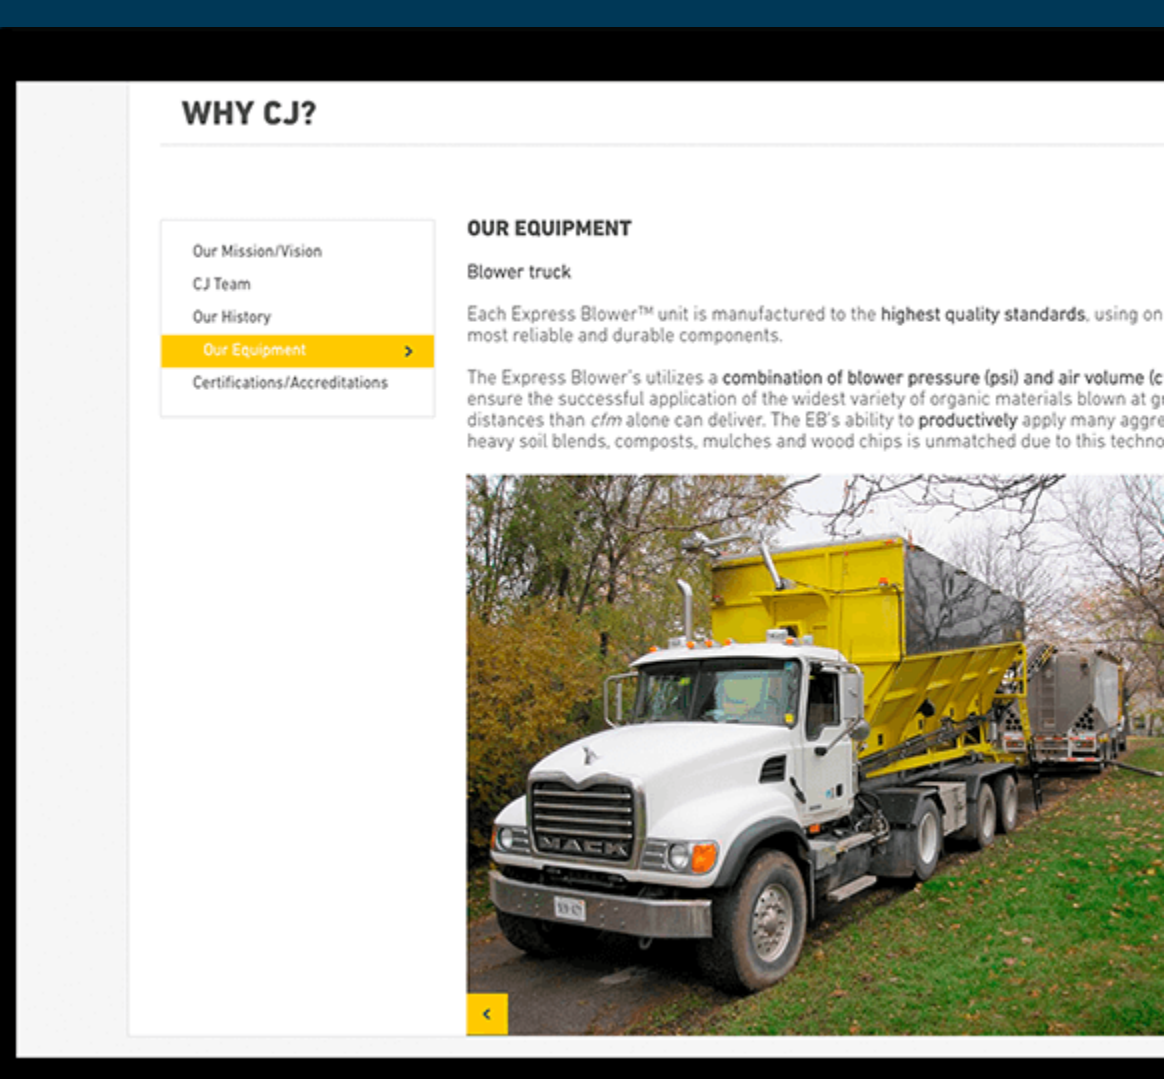 WHY CJ?
Our Mission/Vision
CJ Team
Our History
Our Equipment
Certifications/Accreditations
OUR EQUIPMENT
Blower truck
Each Express Blower™ unit is manufactured to the highest quality standards, using on
most reliable and durable components.
The Express Blower's utilizes a combination of blower pressure (psi) and air volume (c
ensure the successful application of the widest variety of organic materials blown at gr
distances than cfm alone can deliver. The EB's ability to productively apply many aggre
heavy soil blends, composts, mulches and wood chips is unmatched due to this techno
MACK